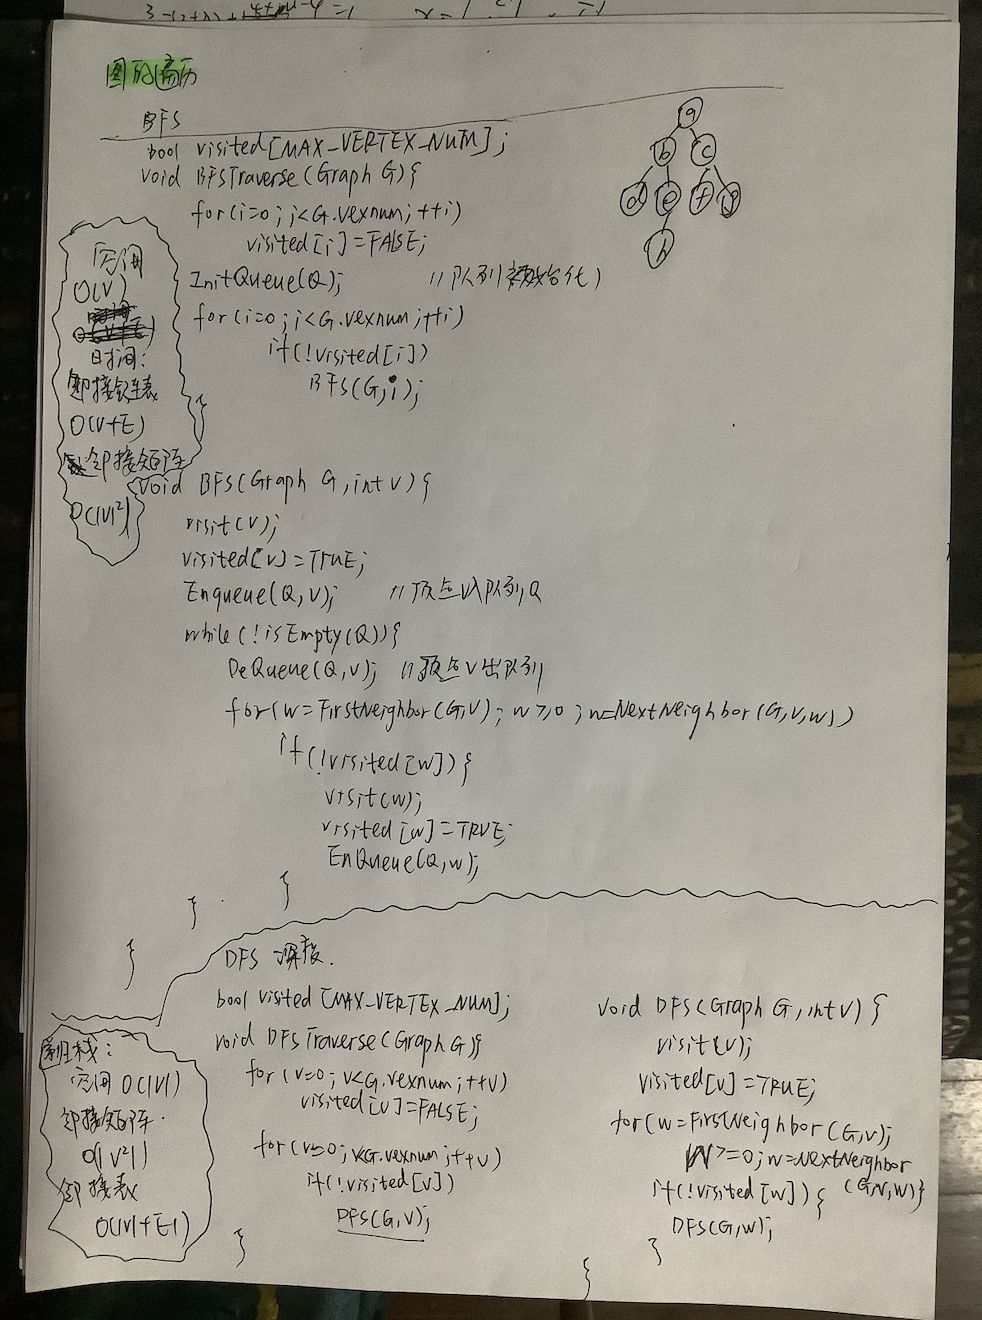 图的遍历
BFS
bool visited[MAX_VERTEX_NUM];
void BFSTraverse(Graph G){
for(i=0;i<G.vexnum;++i)
visited[i]=FALSE;
InitQueue(Q); //队列初始化)
for(i=0;i<G.vexnum;++i)
if(!visited[i])
BFS(G,i);
a
b c
d e f g
h
空间
O(V)
时间:
邻接链表
O(V+E)
邻接矩阵
O(|V|²)
void BFS(Graph G,int v){
visit(v);
visited[v]=TRUE;
Enqueue(Q,v); //顶点v入队列Q
while(!isEmpty(Q)){
DeQueue(Q,v); //顶点v出队列
for(w=FirstNeighbor(G,v);w≥0;w=NextNeighbor(G,v,w))
if(!visited[w]){
visit(w);
visited[w]=TRUE;
EnQueue(Q,w);
}
}
}
DFS 深度.
bool visited[MAX_VERTEX_NUM];
void DFSTraverse(Graph G){
for(v=0;v<G.vexnum;++v)
visited[v]=FALSE;
for(v=0;v<G.vexnum;++v)
if(!visited[v])
DFS(G,v);
}
void DFS(Graph G,int v){
visit(v);
visited[v]=TRUE;
for(w=FirstNeighbor(G,v);
w>=0;w=NextNeighbor
(G,v,w)}
if(!visited[w]){
DFS(G,w);
}
}
递归栈:
空间 O(|V|)
邻接矩阵.
O(|V²|)
邻接表
O(|V|+|E|)